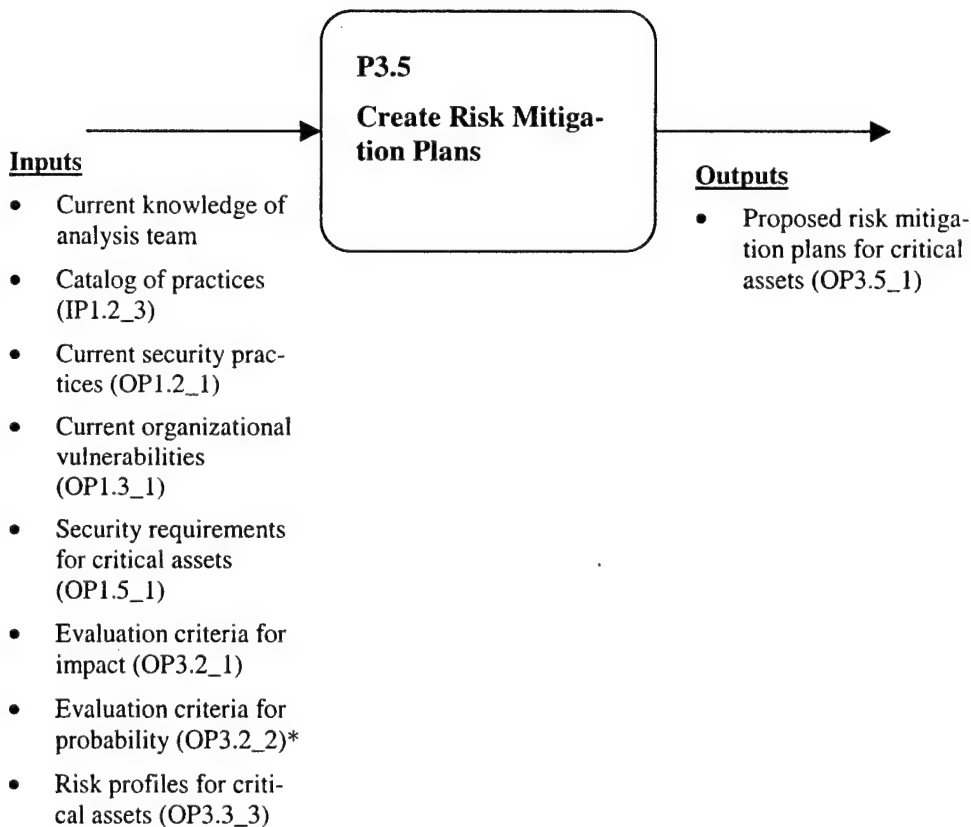 P3.5
Create Risk Mitiga-
tion Plans
Inputs
• Current knowledge of
analysis team
• Catalog of practices
(IP1.2_3)
• Current security prac-
tices (OP1.2_1)
• Current organizational
vulnerabilities
(OP1.3_1)
• Security requirements
for critical assets
(OP1.5_1)
• Evaluation criteria for
impact (OP3.2_1)
• Evaluation criteria for
probability (OP3.2_2)*
• Risk profiles for criti-
cal assets (OP3.3_3)
Outputs
• Proposed risk mitiga-
tion plans for critical
assets (OP3.5_1)